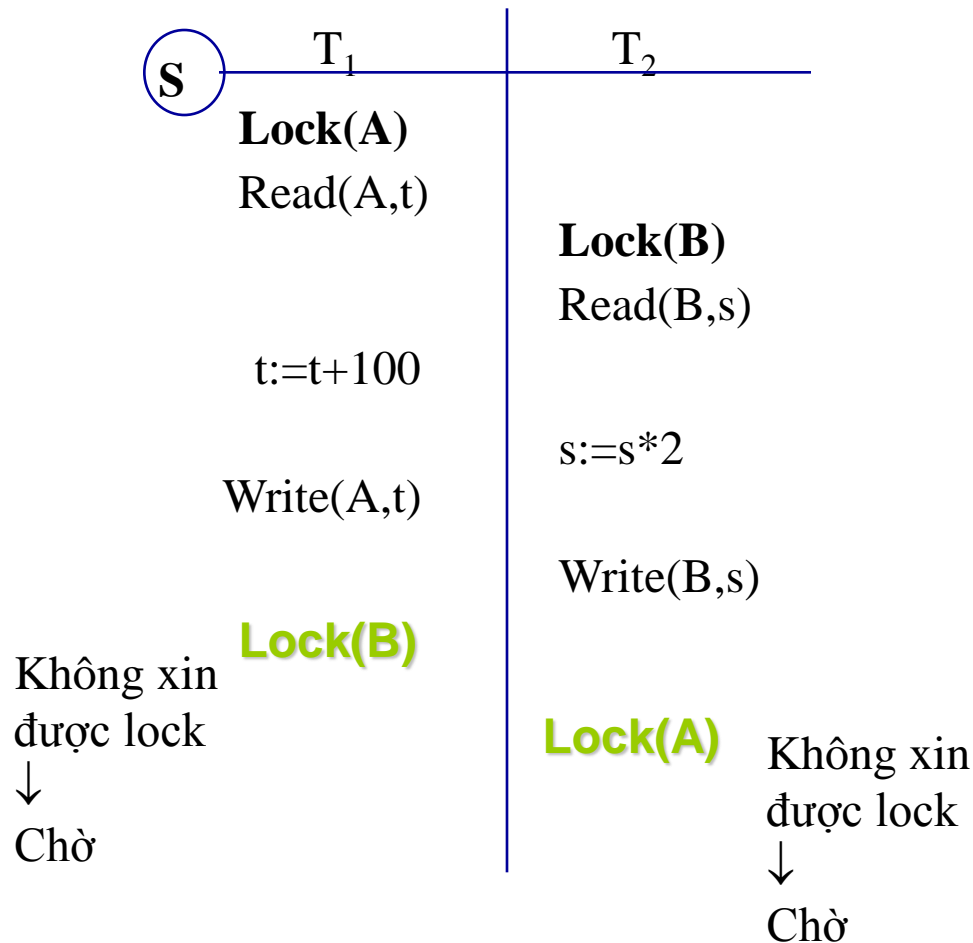 S
T₁
T₂
Lock(A)
Read(A,t)
Lock(B)
Read(B,s)
t:=t+100
s:=s*2
Write(A,t)
Write(B,s)
Lock(B)
Không xin
được lock
↓
Chờ
Lock(A)
Không xin
được lock
↓
Chờ